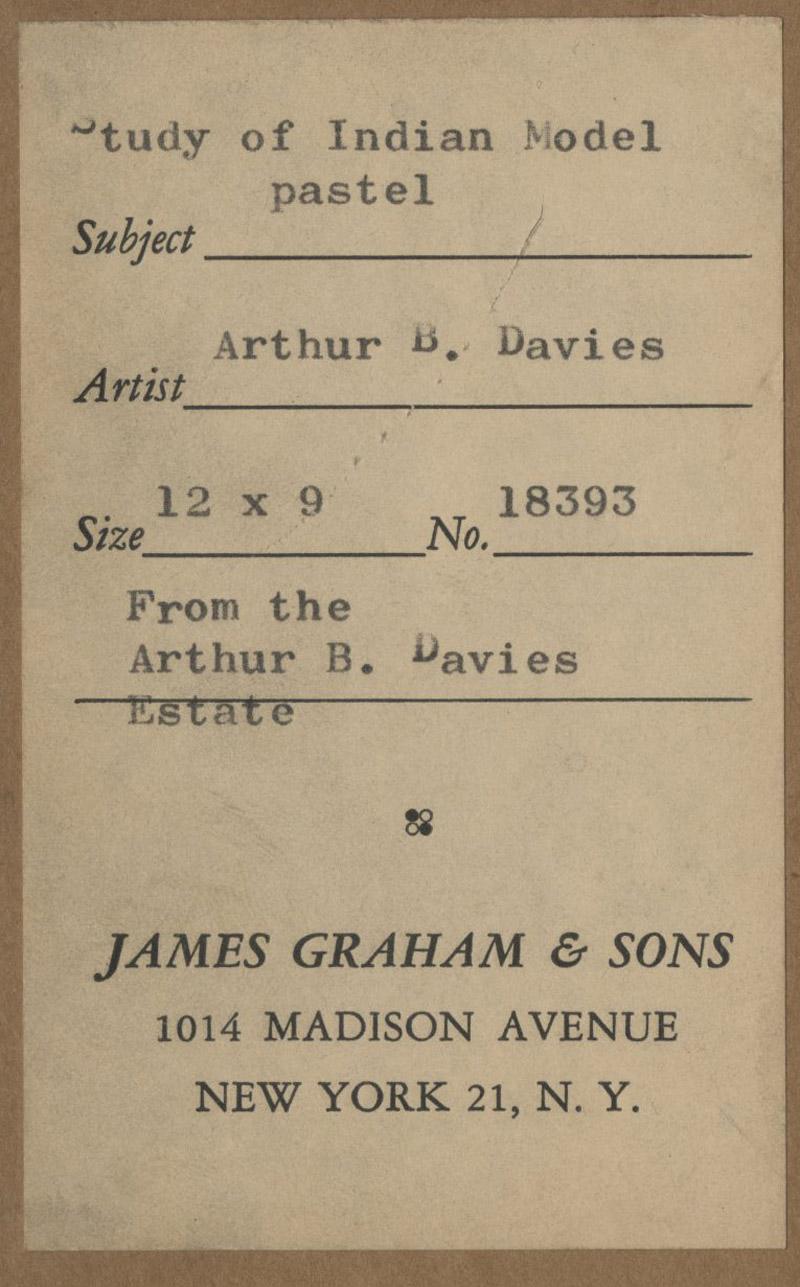 Study of Indian Model
pastel
Subject
Arthur B. Davies
Artist
12 x 9 18393
Size No.
From the
Arthur B. Davies
Estate
JAMES GRAHAM & SONS
1014 MADISON AVENUE
NEW YORK 21, N. Y.